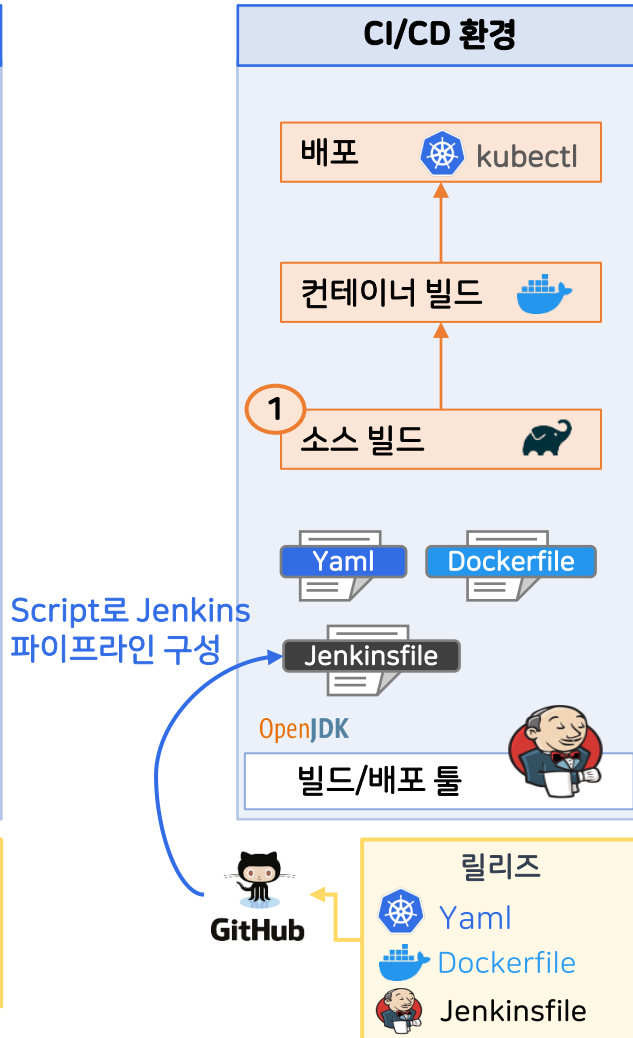 CI/CD 환경
배포
kubectl
컨테이너 빌드
1
소스 빌드
Yaml
Dockerfile
Script로 Jenkins
파이프라인 구성
Jenkinsfile
OpenJDK
빌드/배포 툴
GitHub
릴리즈
Yaml
Dockerfile
Jenkinsfile